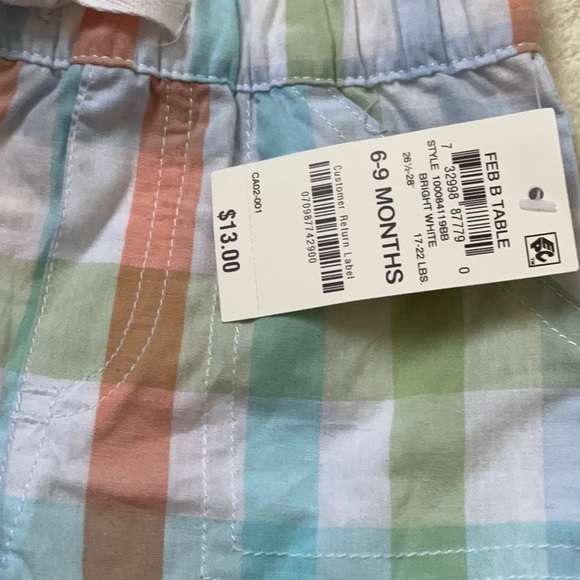 FEB B TABLE
7 32998 87779 0
STYLE 100084119BB
BRIGHT WHITE
26½-28" 17-22 LBS.
6-9 MONTHS
Customer Return Label
070987742900
CA02-001
$13.00